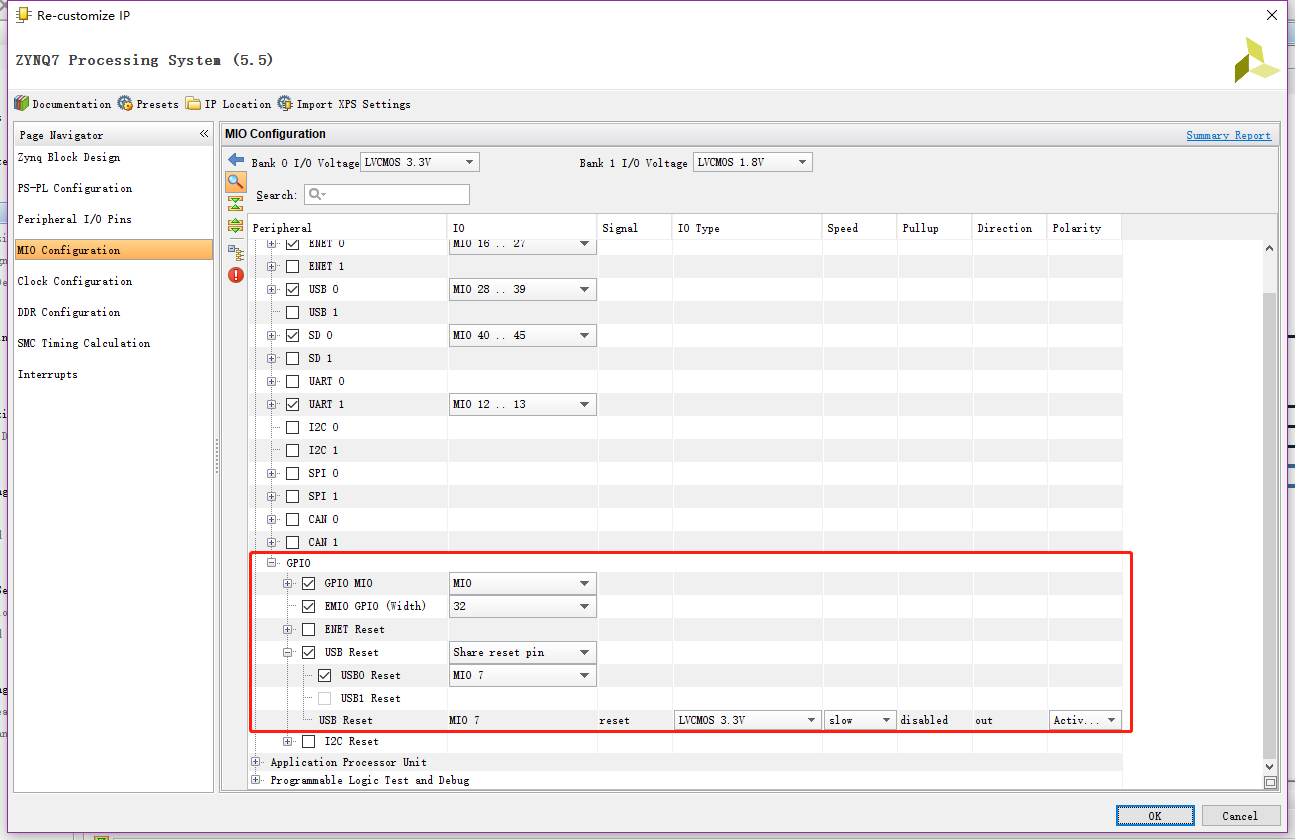 Re-customize IP
ZYNQ7 Processing System (5.5)
Documentation Presets IP Location Import XPS Settings
Page Navigator «
Zynq Block Design
PS-PL Configuration
Peripheral I/O Pins
MIO Configuration
Clock Configuration
DDR Configuration
SMC Timing Calculation
Interrupts
MIO Configuration Summary Report
Bank 0 I/O Voltage LVCMOS 3.3V Bank 1 I/O Voltage LVCMOS 1.8V
Search:
Peripheral IO Signal IO Type Speed Pullup Direction Polarity
ENET 0 MIO 16 .. 27
ENET 1
USB 0 MIO 28 .. 39
USB 1
SD 0 MIO 40 .. 45
SD 1
UART 0
UART 1 MIO 12 .. 13
I2C 0
I2C 1
SPI 0
SPI 1
CAN 0
CAN 1
GPIO
GPIO MIO MIO
EMIO GPIO (Width) 32
ENET Reset
USB Reset Share reset pin
USB0 Reset MIO 7
USB1 Reset
USB Reset MIO 7 reset LVCMOS 3.3V slow disabled out Activ...
I2C Reset
Application Processor Unit
Programmable Logic Test and Debug
OK Cancel